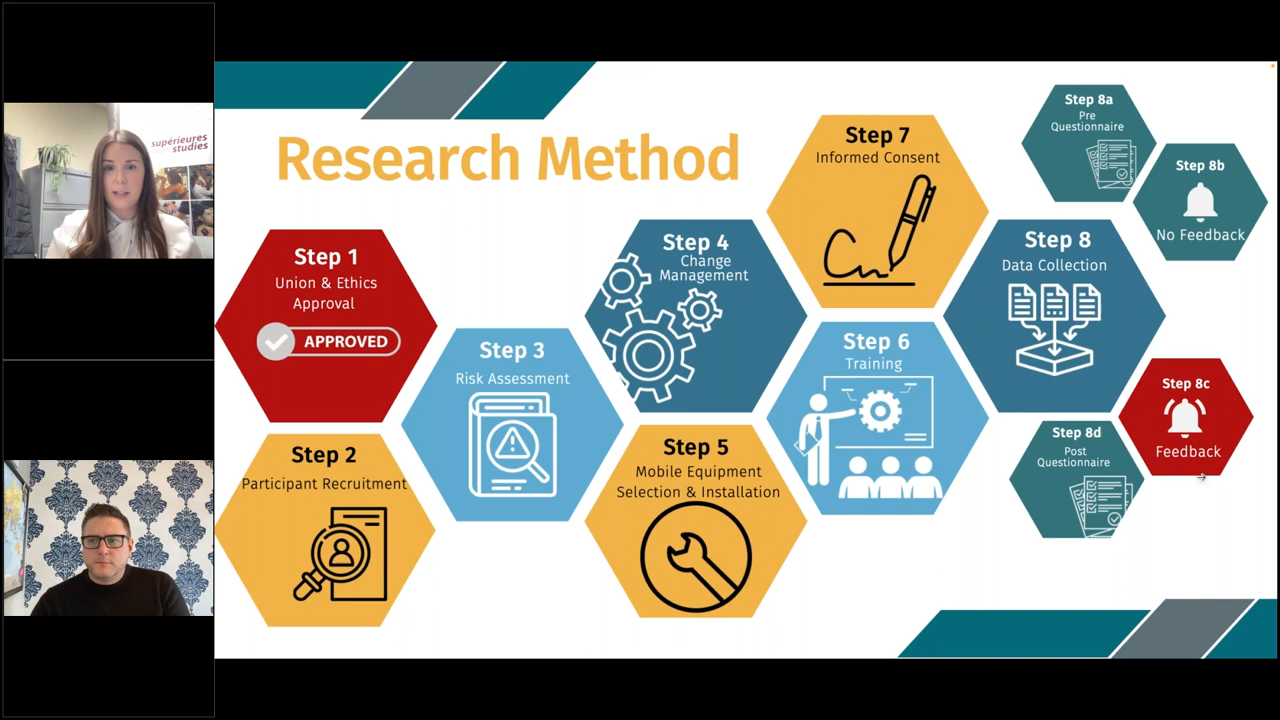 supérieures
studies
Research Method
Step 1
Union & Ethics
Approval
APPROVED
Step 2
Participant Recruitment
Step 3
Risk Assessment
Step 4
Change
Management
Step 5
Mobile Equipment
Selection & Installation
Step 6
Training
Step 7
Informed Consent
Step 8
Data Collection
Step 8a
Pre
Questionnaire
Step 8b
No Feedback
Step 8c
Feedback
Step 8d
Post
Questionnaire